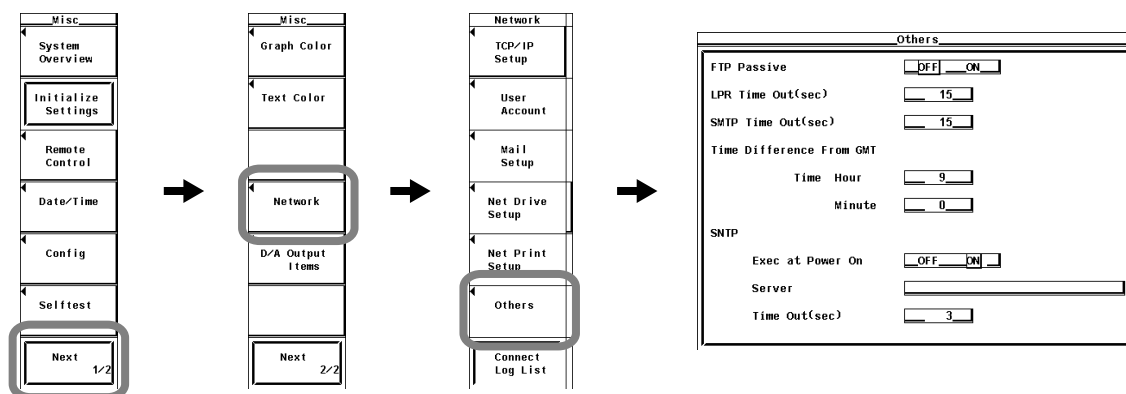 Misc
System
Overview
Initialize
Settings
Remote
Control
Date/Time
Config
Selftest
Next
1/2
Misc
Graph Color
Text Color
Network
D/A Output
Items
Next
2/2
Network
TCP/IP
Setup
User
Account
Mail
Setup
Net Drive
Setup
Net Print
Setup
Others
Connect
Log List
Others
FTP Passive OFF ON
LPR Time Out(sec) 15
SMTP Time Out(sec) 15
Time Difference From GMT
Time Hour 9
Minute 0
SNTP
Exec at Power On OFF ON
Server
Time Out(sec) 3